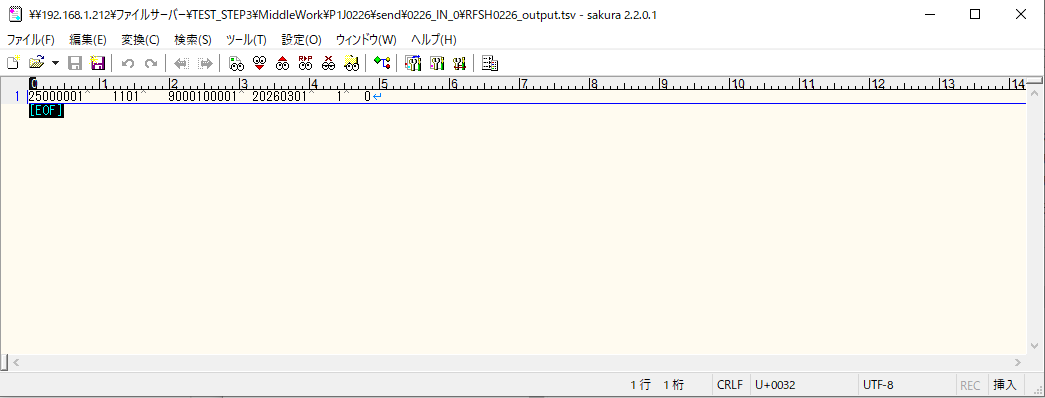 ¥¥192.168.1.212¥ファイルサーバー¥TEST_STEP3¥MiddleWork¥P1J0226¥send¥0226_IN_0¥RFSH0226_output.tsv - sakura 2.2.0.1
ファイル(F) 編集(E) 変換(C) 検索(S) ツール(T) 設定(O) ウィンドウ(W) ヘルプ(H)
0 1 2 3 4 5 6 7 8 9 10 11 12 13 14
1 25000001^ 1101^ 90001000001^ 20260301^ 1^ 0↵
[EOF]
1 行 1 桁 CRLF U+0032 UTF-8 REC 挿入